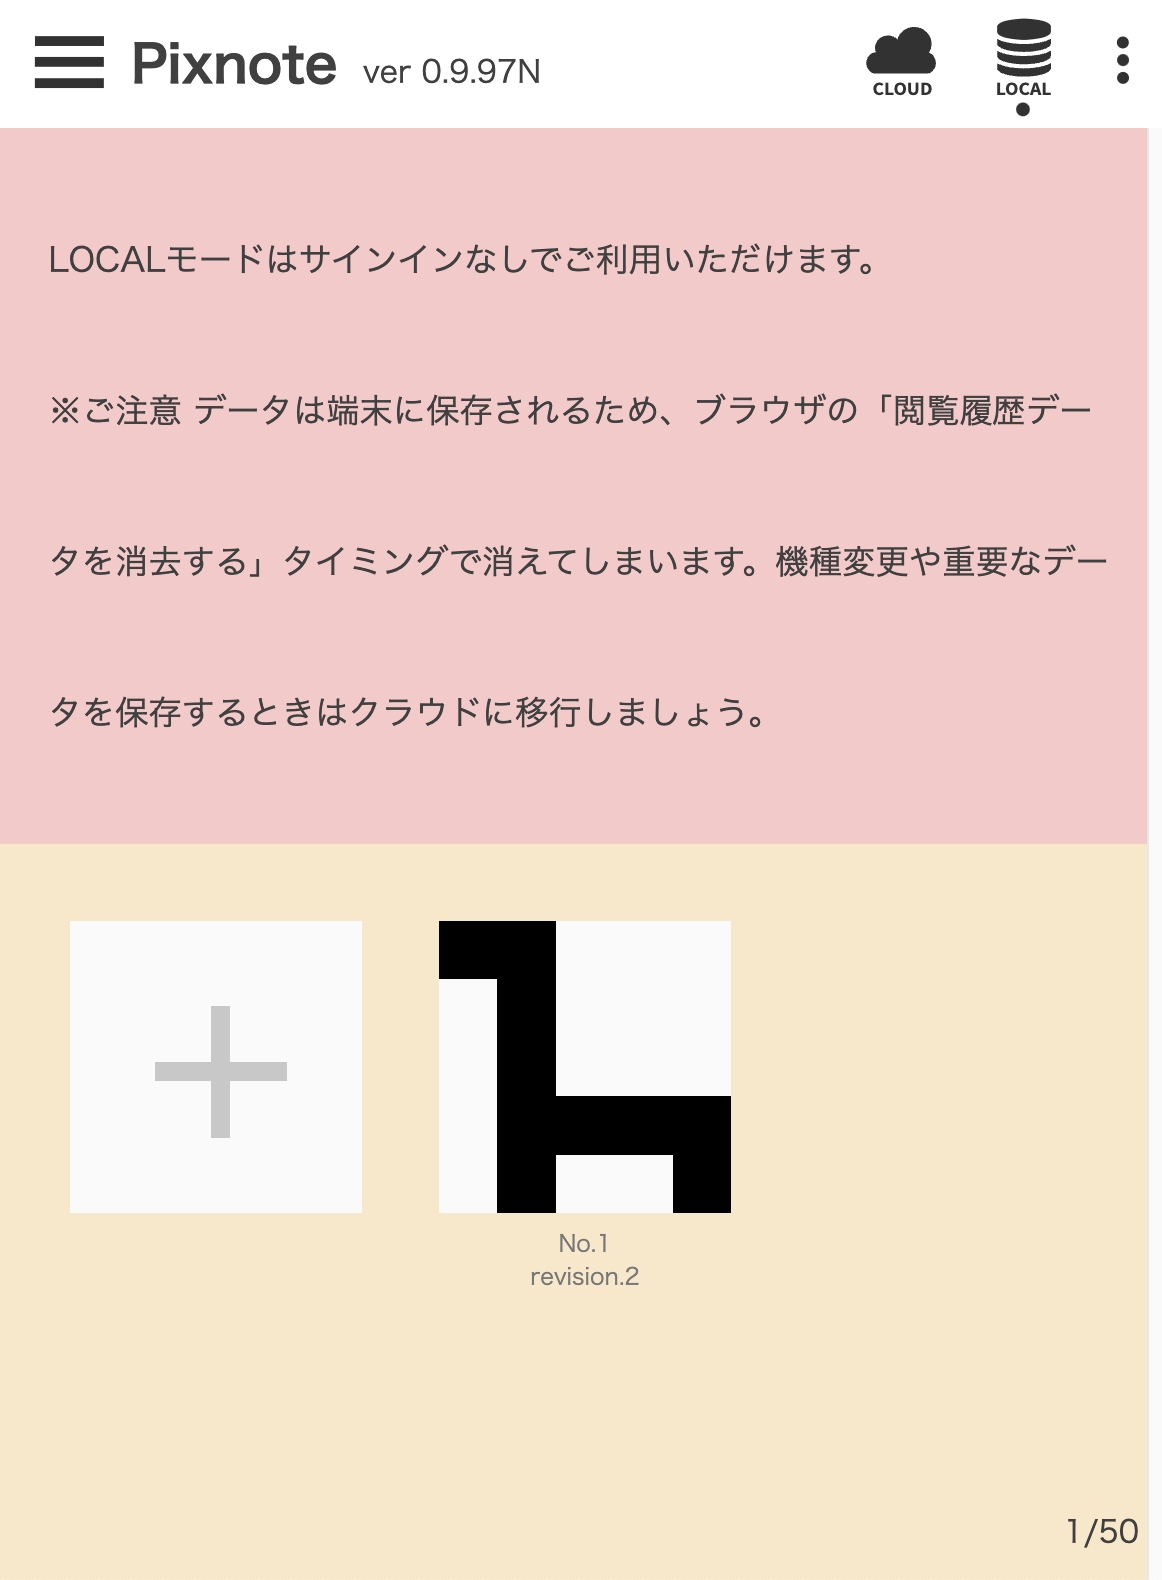 Pixnote ver 0.9.97N
CLOUD
LOCAL
LOCALモードはサインインなしでご利用いただけます。
※ご注意 データは端末に保存されるため、ブラウザの「閲覧履歴デー
タを消去する」タイミングで消えてしまいます。機種変更や重要なデー
タを保存するときはクラウドに移行しましょう。
No.1
revision.2
1/50